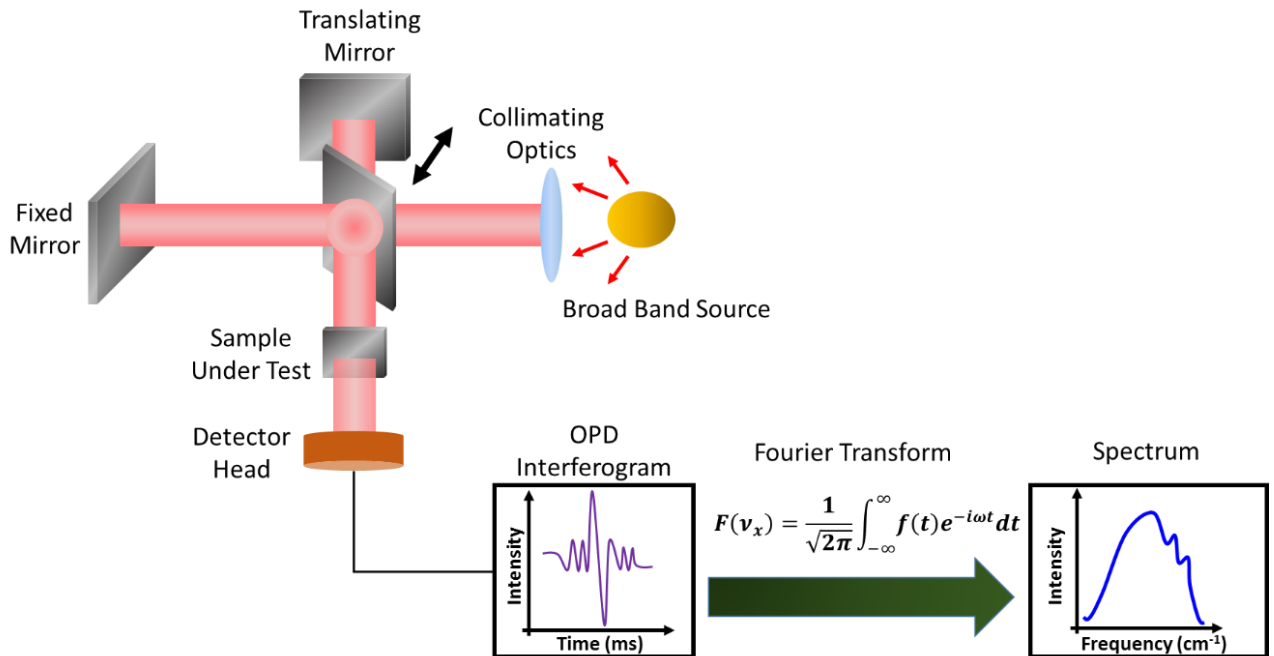 Translating
Mirror
Collimating
Optics
Fixed
Mirror
Broad Band Source
Sample
Under Test
Detector
Head
OPD
Interferogram
Intensity
Time (ms)
Fourier Transform
F(ν_x) = 1/√2π ∫_{-∞}^{∞} f(t)e^{-iωt}dt
Spectrum
Intensity
Frequency (cm⁻¹)